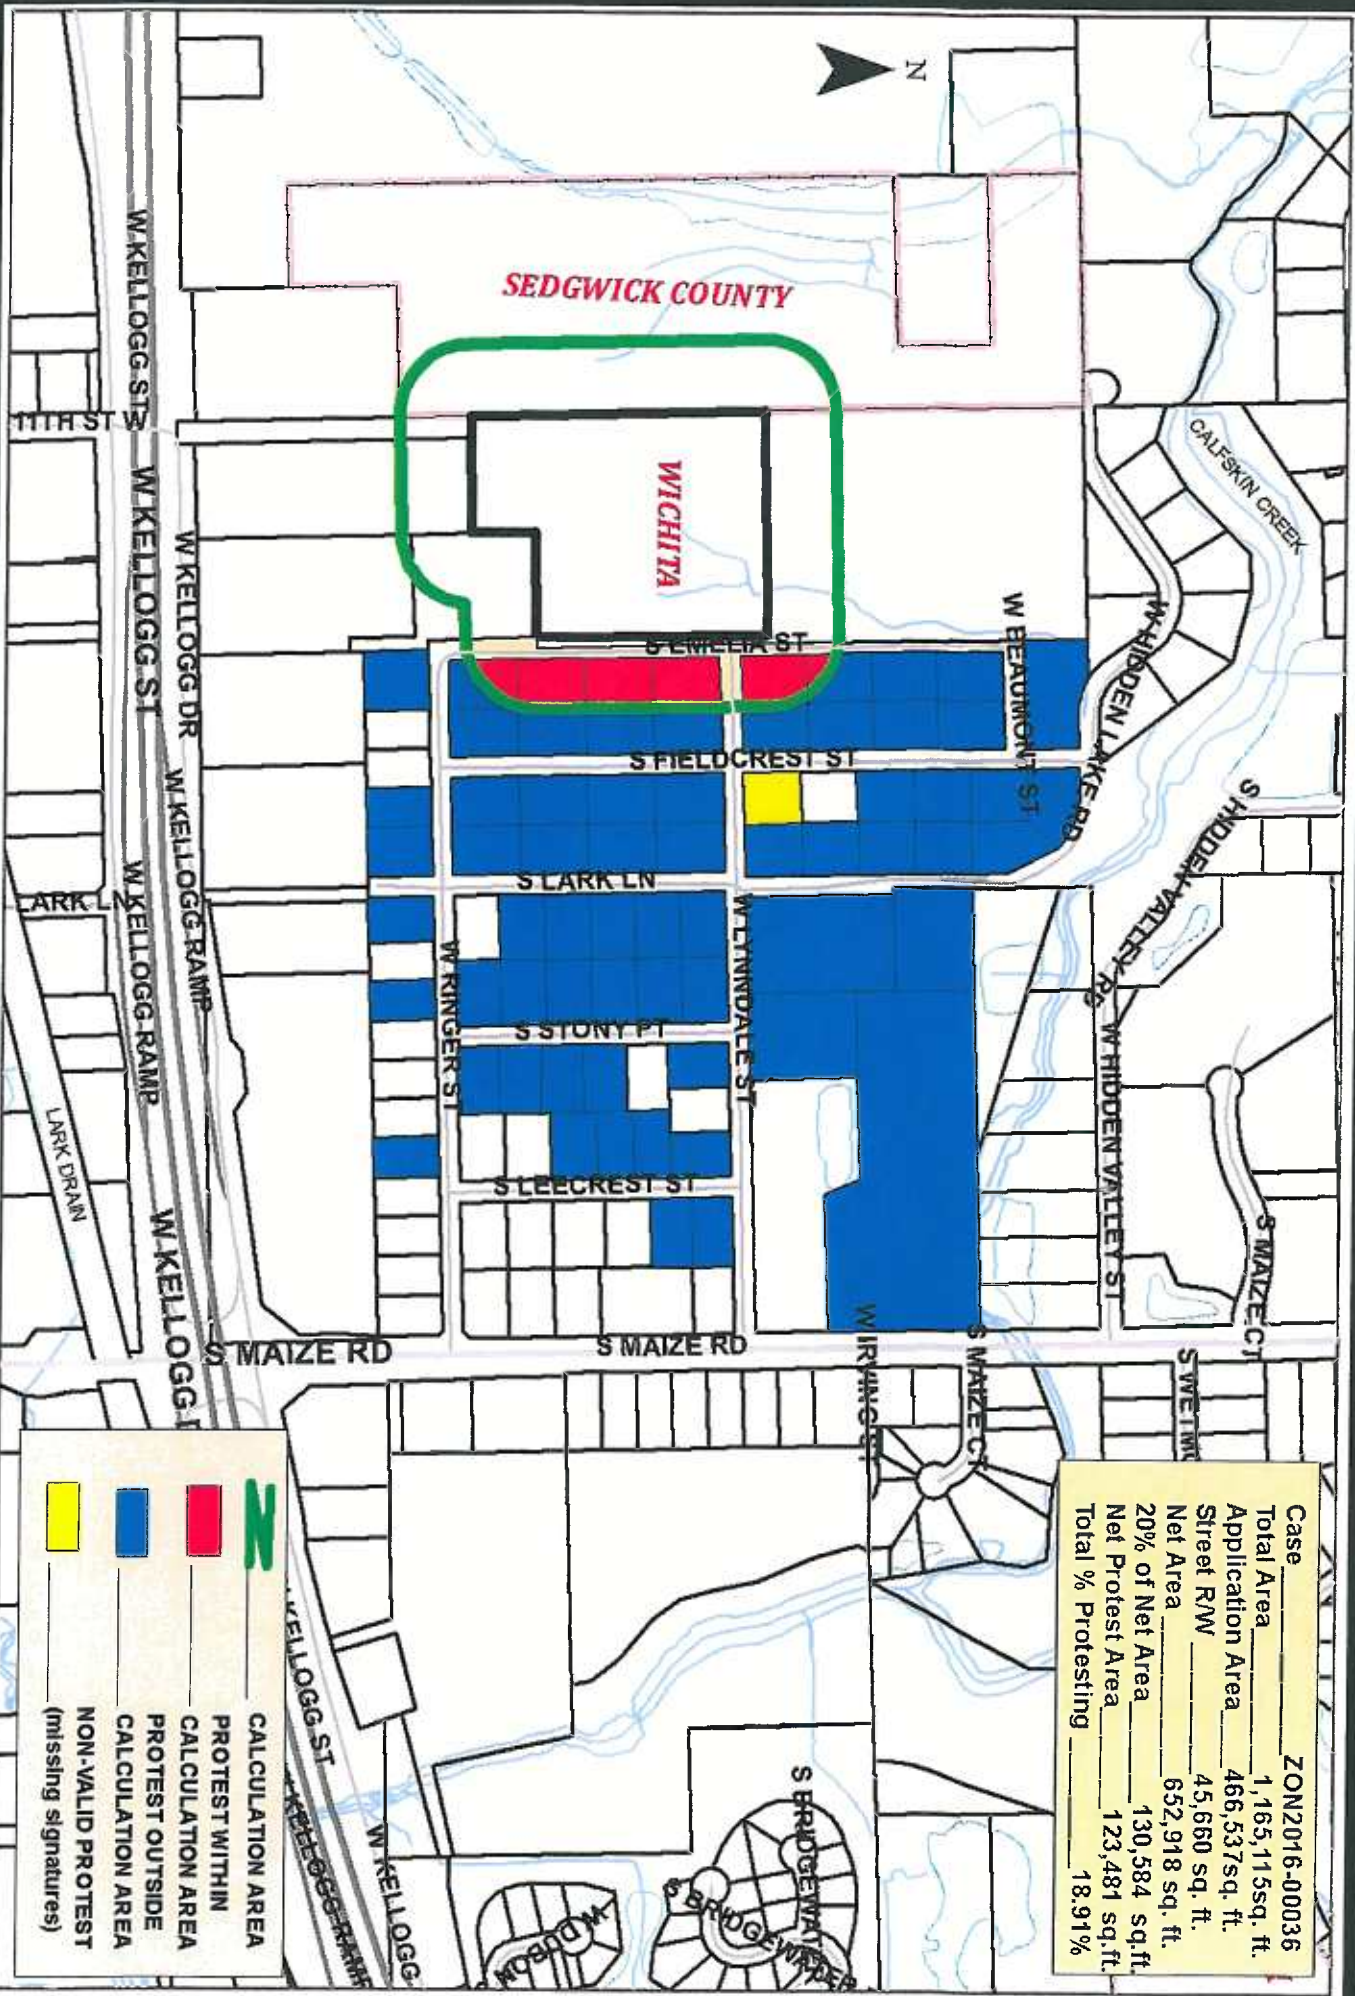 Case ZON2016-00036
Total Area 1,165,115sq. ft.
Application Area 466,537sq. ft.
Street R/W 45,660 sq. ft.
Net Area 652,918 sq. ft.
20% of Net Area 130,584 sq.ft.
Net Protest Area 123,481 sq.ft.
Total % Protesting 18.91%
N
SEDGWICK COUNTY
WICHITA
CALFSKIN CREEK
W HIDDEN LAKE RD
S HIDDEN VALLEY RD
W HIDDEN VALLEY ST
S MAIZE CT
W BEAUMONT ST
S EMELIA ST
S FIELDCREST ST
S LARK LN
W LYNNDALE ST
S STONY PT
W RINGER ST
S LEECREST ST
S MAIZE RD
S MAIZE RD
W IRVING ST
S MAIZE CT
S BRIDGEWATER
S BRIDGEWATER
W DUBON
W KELLOGG ST
111TH ST W
W KELLOGG ST
W KELLOGG DR
W KELLOGG RAMP
W KELLOGG RAMP
LARK LN
LARK DRAIN
W KELLOGG D
KELLOGG ST
KELLOGG RAMP
W KELLOGG
CALCULATION AREA
PROTEST WITHIN
CALCULATION AREA
PROTEST OUTSIDE
CALCULATION AREA
NON-VALID PROTEST
(missing signatures)